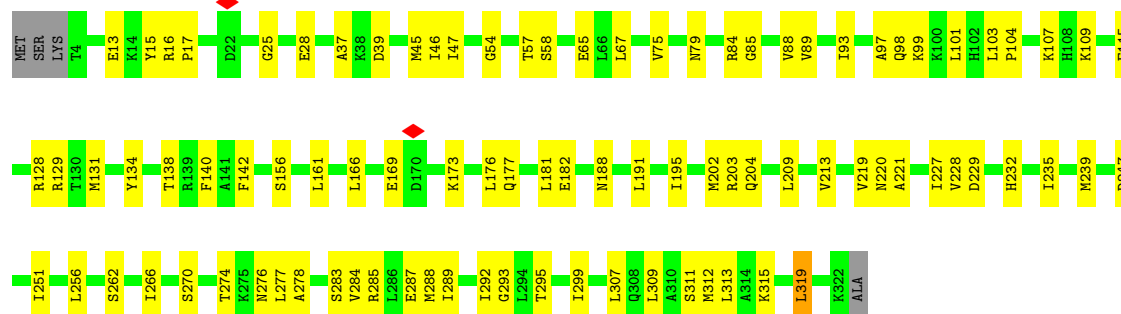 MET SER LYS T4 E13 K14 Y15 R16 P17 D22 G25 E28 A37 K38 D39 M45 I46 I47 G54 T57 S58 E65 L66 L67 V75 N79 R84 G85 V88 V89 I93 A97 Q98 K99 K100 L101 H102 L103 P104 K107 H108 K109
R128 R129 T130 M131 Y134 T138 R139 F140 A141 F142 S156 L161 L166 E169 D170 K173 L176 Q177 L181 E182 N188 L191 I195 M202 R203 Q204 L209 V213 V219 N220 A221 I227 V228 D229 H232 I235 M239
I251 L256 S262 I266 S270 T274 K275 N276 L277 A278 S283 V284 R285 L286 E287 M288 I289 I292 G293 L294 T295 I299 L307 Q308 L309 A310 S311 M312 L313 A314 K315 L319 K322 ALA